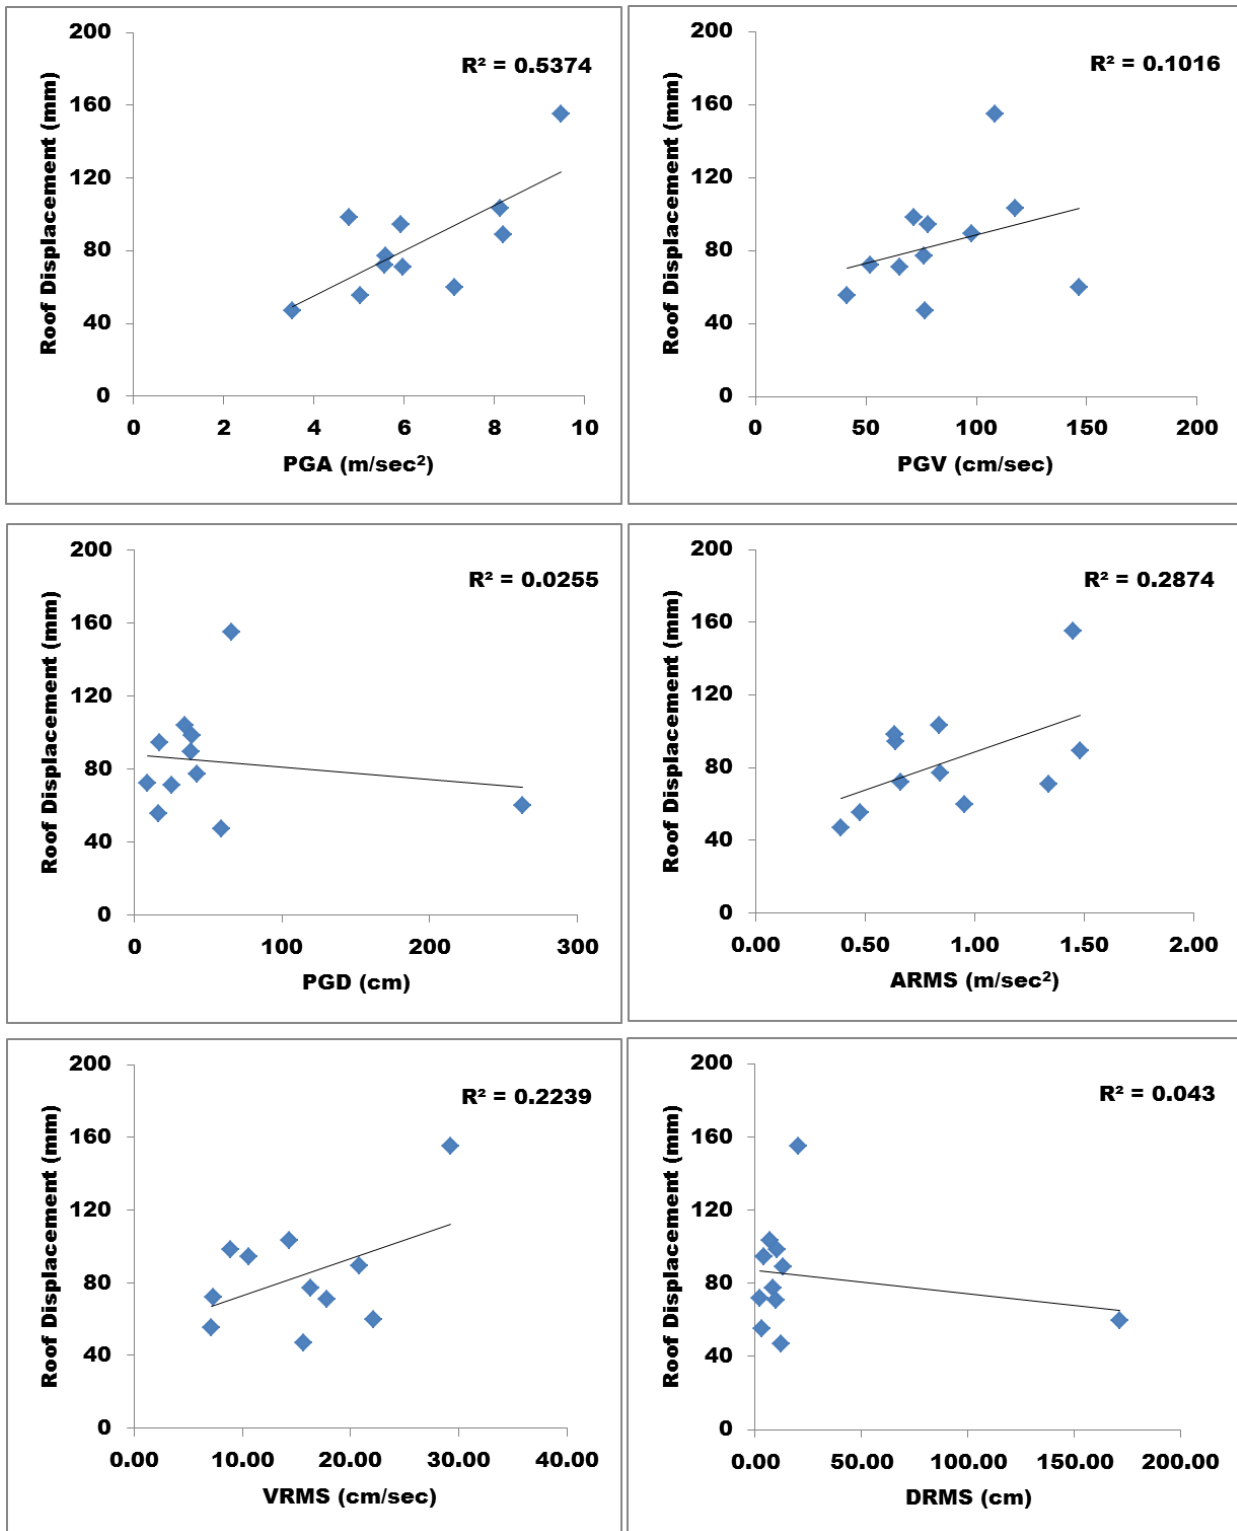 200
160
120
80
40
0
Roof Displacement (mm)
R² = 0.5374
0 2 4 6 8 10
PGA (m/sec²)
200
160
120
80
40
0
Roof Displacement (mm)
R² = 0.1016
0 50 100 150 200
PGV (cm/sec)
200
160
120
80
40
0
Roof Displacement (mm)
R² = 0.0255
0 100 200 300
PGD (cm)
200
160
120
80
40
0
Roof Displacement (mm)
R² = 0.2874
0.00 0.50 1.00 1.50 2.00
ARMS (m/sec²)
200
160
120
80
40
0
Roof Displacement (mm)
R² = 0.2239
0.00 10.00 20.00 30.00 40.00
VRMS (cm/sec)
200
160
120
80
40
0
Roof Displacement (mm)
R² = 0.043
0.00 50.00 100.00 150.00 200.00
DRMS (cm)